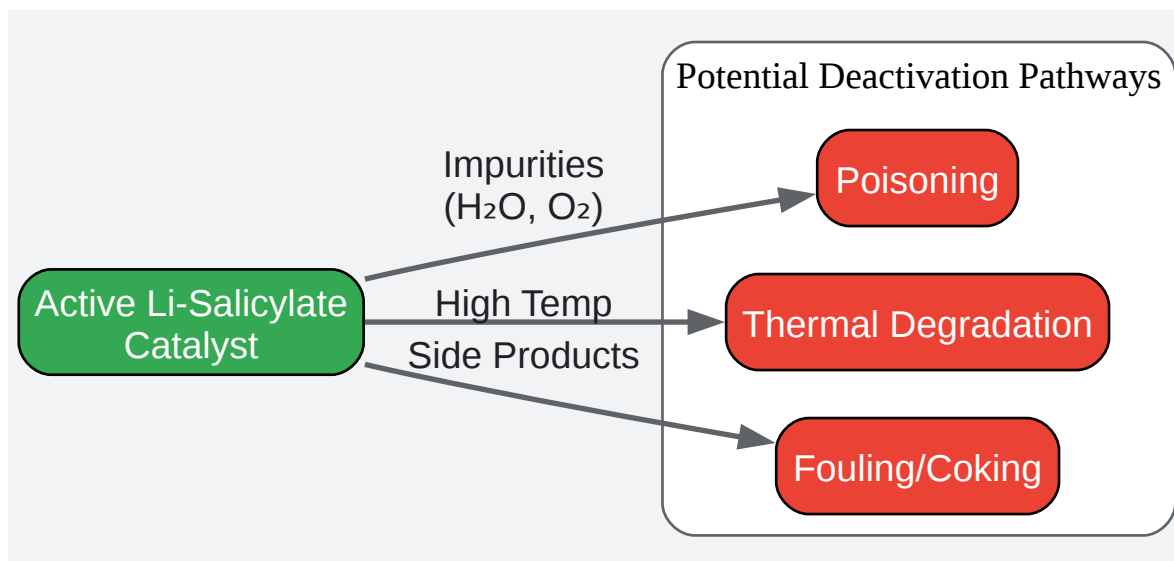 Potential Deactivation Pathways
Impurities
(H₂O, O₂)
Poisoning
Active Li-Salicylate
Catalyst
High Temp
Thermal Degradation
Side Products
Fouling/Coking